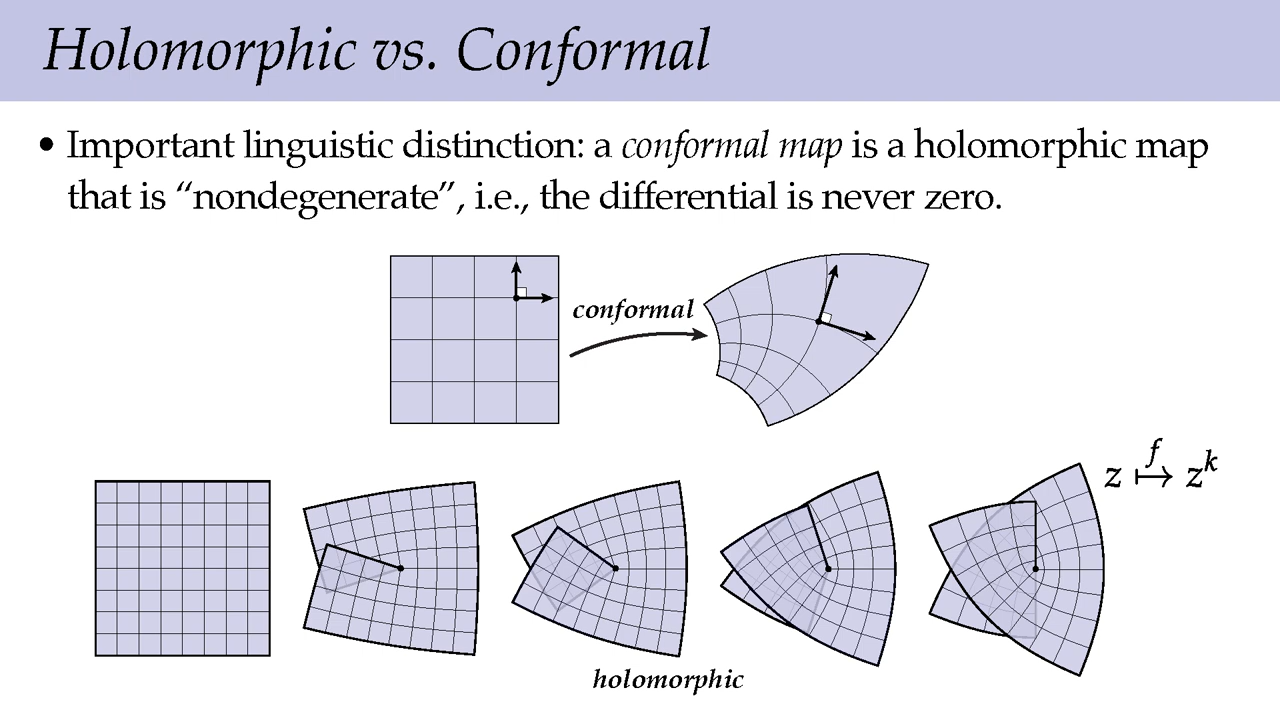 Holomorphic vs. Conformal
• Important linguistic distinction: a conformal map is a holomorphic map
that is “nondegenerate”, i.e., the differential is never zero.
conformal
z ↦ zᵏ
f
holomorphic